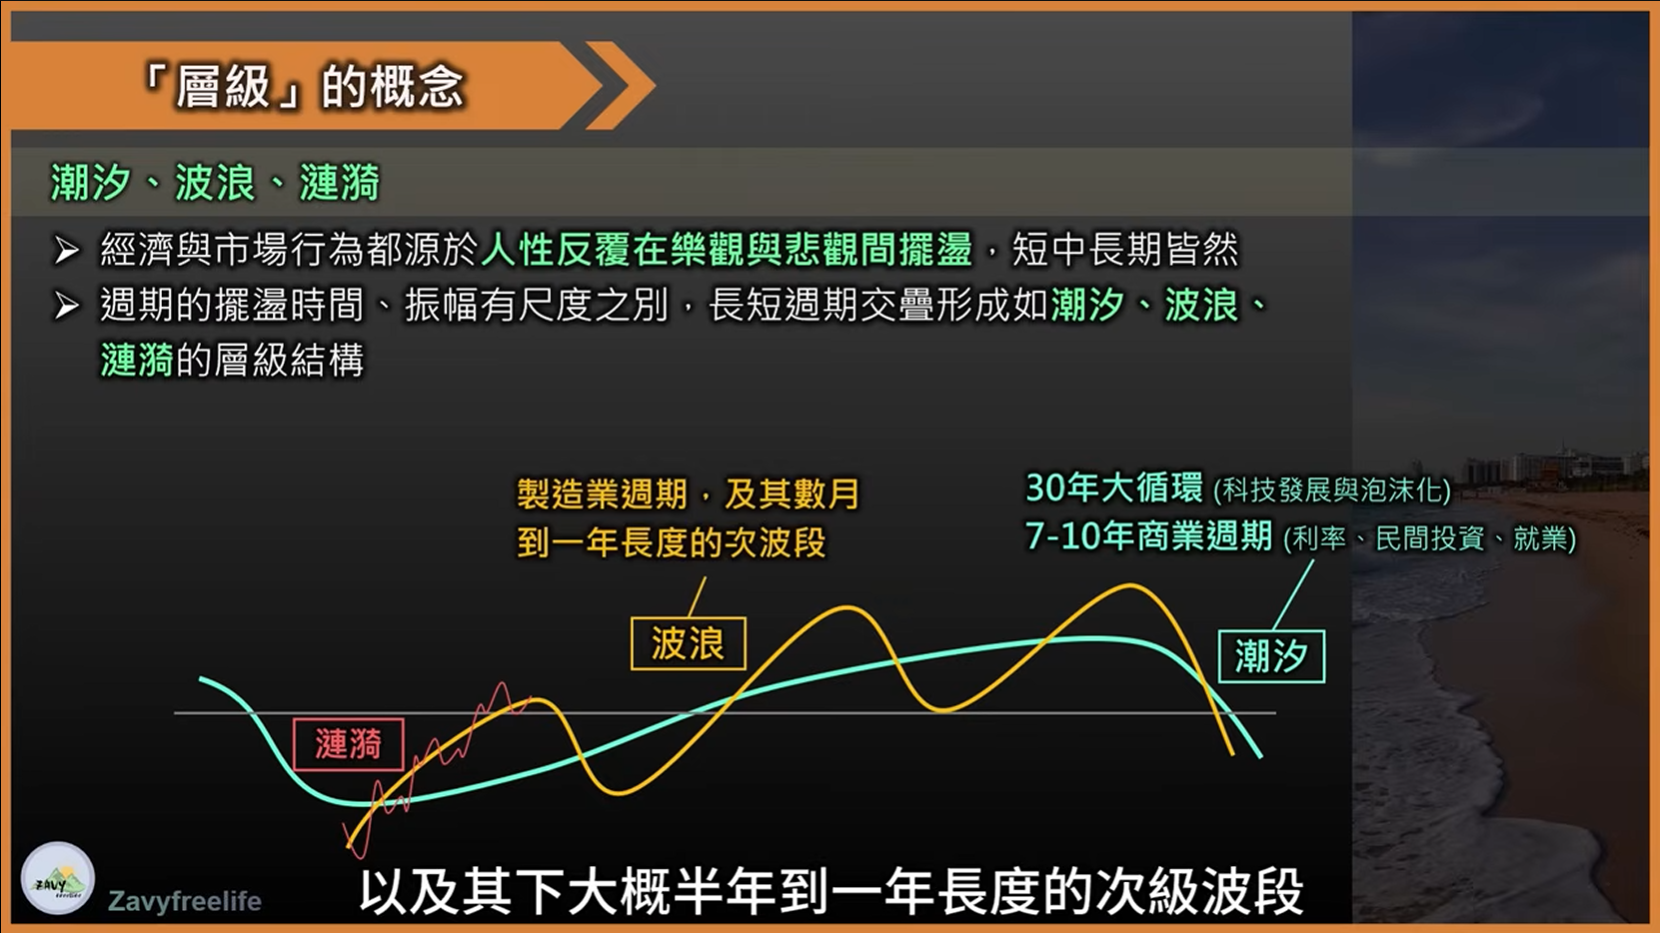 「層級」的概念
潮汐、波浪、漣漪
➢ 經濟與市場行為都源於人性反覆在樂觀與悲觀間擺盪，短中長期皆然
➢ 週期的擺盪時間、振幅有尺度之別，長短週期交疊形成如潮汐、波浪、
漣漪的層級結構
製造業週期，及其數月
到一年長度的次波段
30年大循環 (科技發展與泡沫化)
7-10年商業週期 (利率、民間投資、就業)
波浪
潮汐
漣漪
ZAVY
Zavyfreelife
以及其下大概半年到一年長度的次級波段